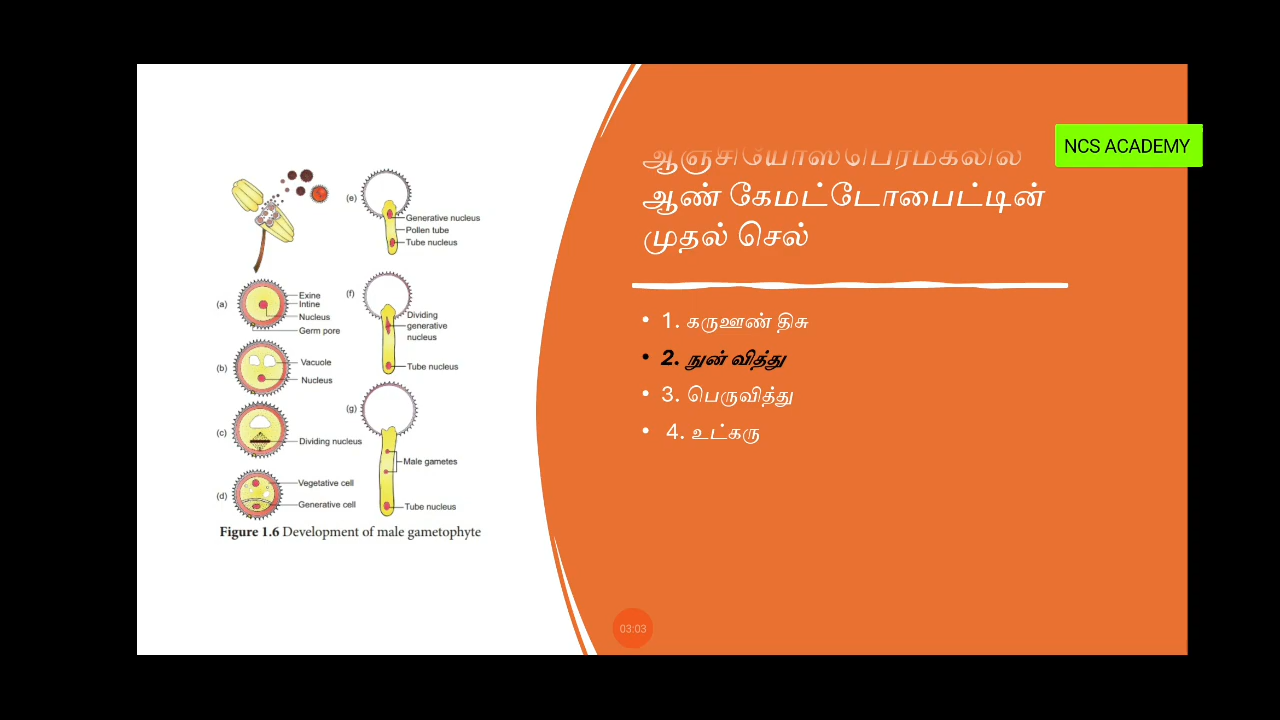 (e)
Generative nucleus
Pollen tube
Tube nucleus
(a)
Exine
Intine
Nucleus
Germ pore
(f)
Dividing
generative
nucleus
Tube nucleus
(b)
Vacuole
Nucleus
(c)
Dividing nucleus
(g)
Male gametes
Tube nucleus
(d)
Vegetative cell
Generative cell
Figure 1.6 Development of male gametophyte
NCS ACADEMY
ஆண் கேமட்டோபைட்டின்
முதல் செல்
• 1. கருஊண் திசு
• 2. நுண் வித்து
• 3. பெருவித்து
• 4. உட்கரு
03:03